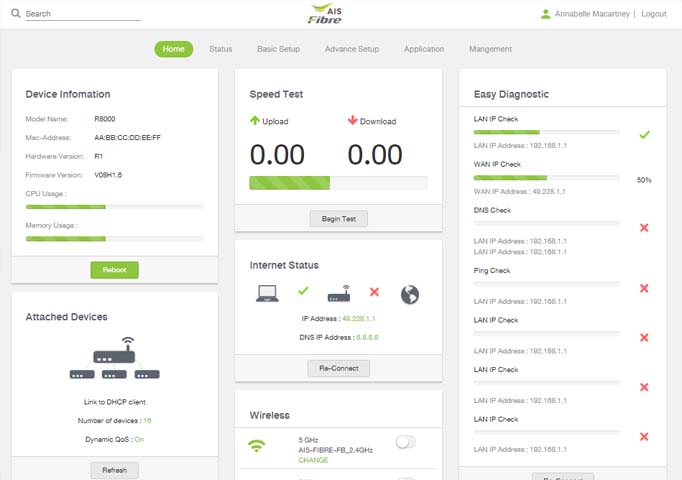 Search
AIS
Fibre
Annabelle Macartney | Logout
Home
Status
Basic Setup
Advance Setup
Application
Mangement
Device Infomation
Model Name: R8000
Mac-Address: AA:BB:CC:DD:EE:FF
Hardware Version: R1
Firmware Version: V08H1.6
CPU Usage :
Memory Usage :
Reboot
Attached Devices
Link to DHCP client
Number of devices : 16
Dynamic QoS : On
Refresh
Speed Test
Upload
Download
0.00 0.00
Begin Test
Internet Status
IP Address : 49.228.1.1
DNS IP Address : 8.8.8.8
Re-Connect
Wireless
5 GHz
AIS-FIBRE-FB_2.4GHz
CHANGE
Easy Diagnostic
LAN IP Check
LAN IP Address : 192.168.1.1
WAN IP Check
50%
WAN IP Address : 49.228.1.1
DNS Check
LAN IP Address : 192.168.1.1
LAN IP Address : 192.168.1.1
Ping Check
LAN IP Address : 192.168.1.1
LAN IP Check
LAN IP Address : 192.168.1.1
LAN IP Check
LAN IP Address : 192.168.1.1
LAN IP Check
LAN IP Address : 192.168.1.1